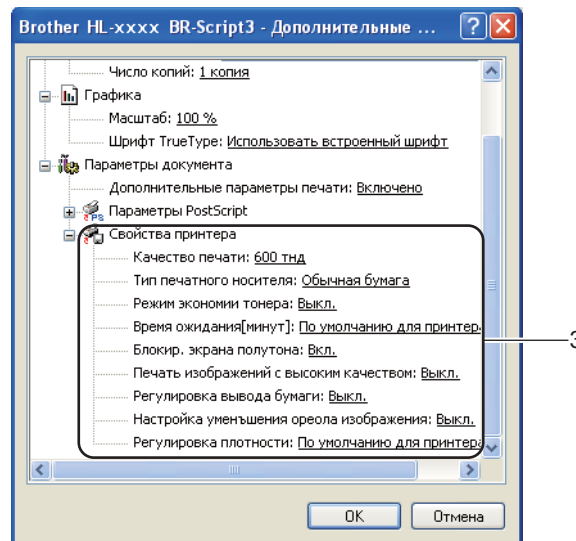 Brother HL-xxxx BR-Script3 - Дополнительные ...
Число копий: 1 копия
Графика
Масштаб: 100 %
Шрифт TrueType: Использовать встроенный шрифт
Параметры документа
Дополнительные параметры печати: Включено
Параметры PostScript
Свойства принтера
Качество печати: 600 тнд
Тип печатного носителя: Обычная бумага
Режим экономии тонера: Выкл.
Время ожидания[минут]: По умолчанию для принтера
Блокир. экрана полутона: Вкл.
Печать изображений с высоким качеством: Выкл.
Регулировка вывода бумаги: Выкл.
Настройка уменъшения ореола изображения: Выкл.
Регулировка плотности: По умолчанию для принтера
3
OK
Отмена